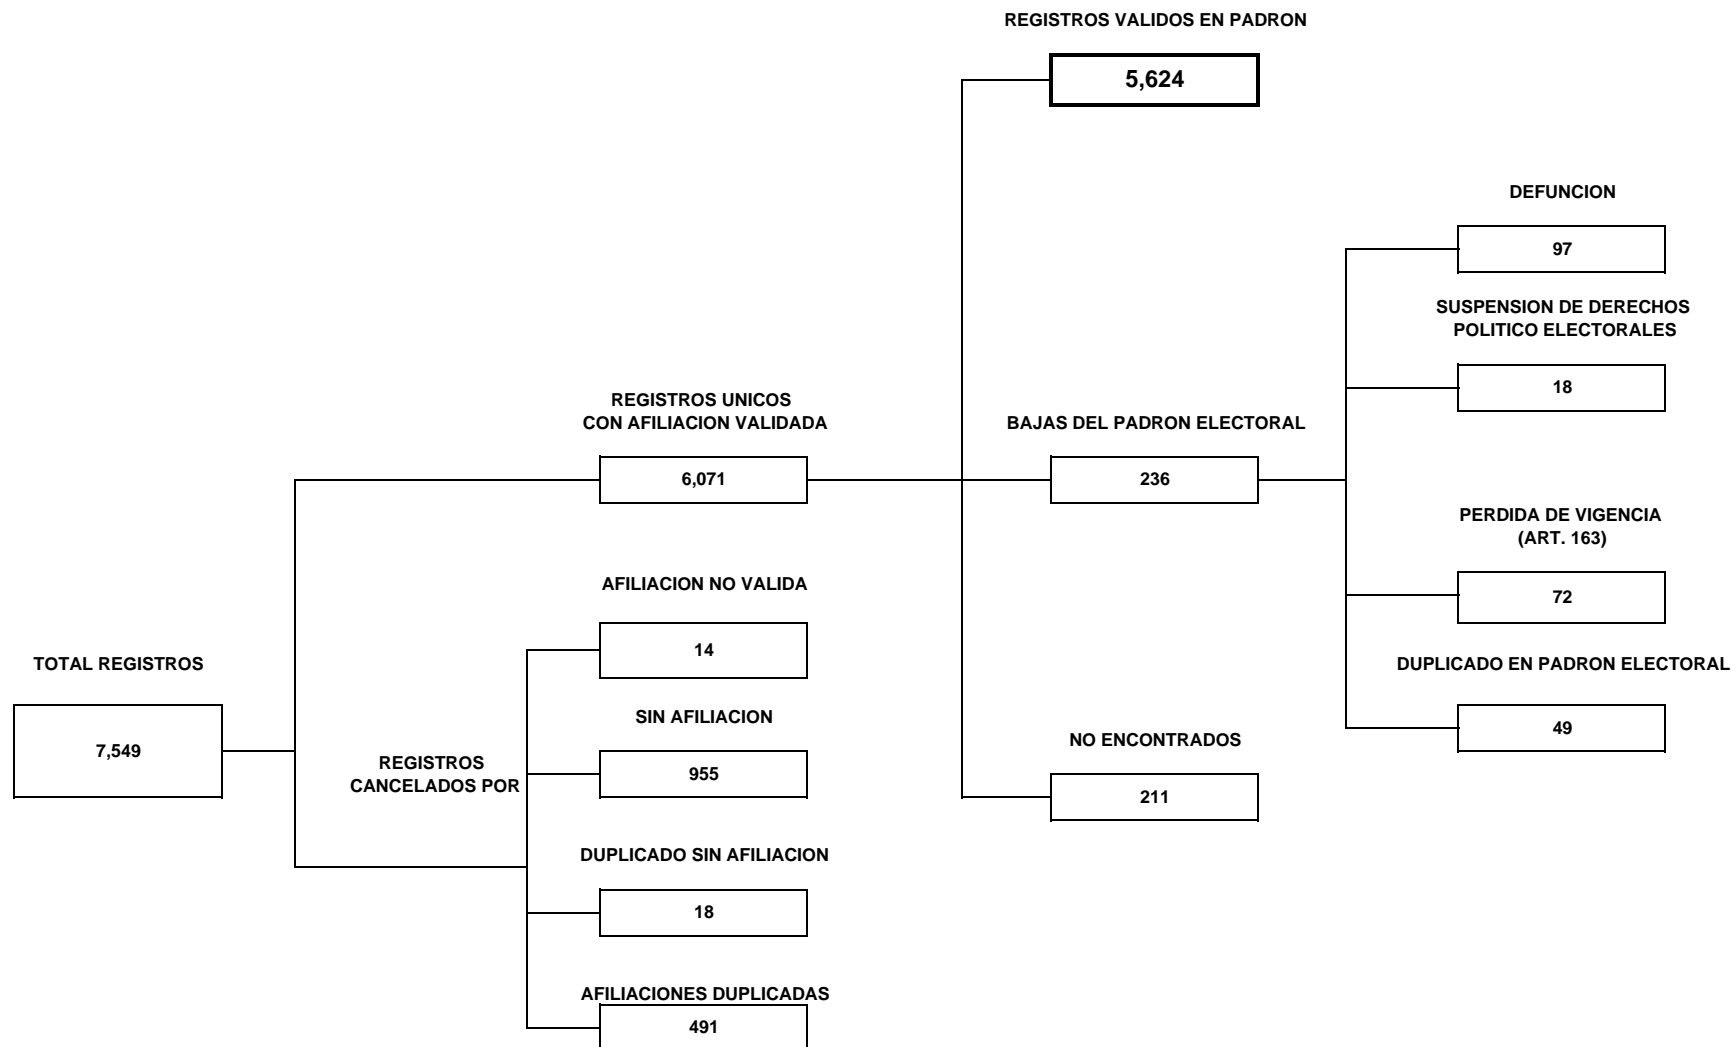 REGISTROS VALIDOS EN PADRON
5,624
DEFUNCION
97
SUSPENSION DE DERECHOS
POLITICO ELECTORALES
18
REGISTROS UNICOS
CON AFILIACION VALIDADA
6,071
BAJAS DEL PADRON ELECTORAL
236
PERDIDA DE VIGENCIA
(ART. 163)
72
AFILIACION NO VALIDA
14
TOTAL REGISTROS
7,549
DUPLICADO EN PADRON ELECTORAL
49
SIN AFILIACION
955
REGISTROS
CANCELADOS POR
NO ENCONTRADOS
211
DUPLICADO SIN AFILIACION
18
AFILIACIONES DUPLICADAS
491